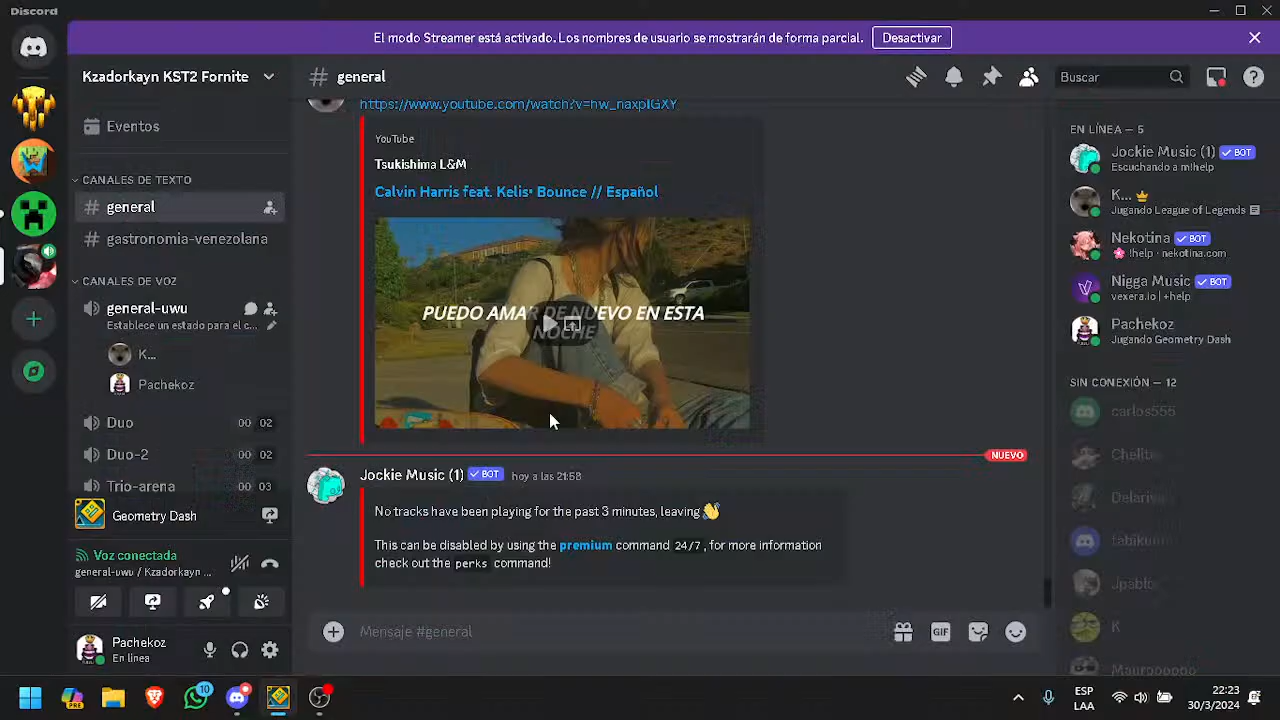 Discord
El modo Streamer está activado. Los nombres de usuario se mostrarán de forma parcial.
Desactivar
Kzadorkayn KST2 Fornite
Eventos
CANALES DE TEXTO
general
gastronomia-venezolana
CANALES DE VOZ
general-uwu
Establece un estado para el c...
K...
Pachekoz
Duo 00 02
Duo-2 00 02
Trio-arena 00 03
Geometry Dash
Voz conectada
general-uwu / Kzadorkayn ...
Pachekoz
En línea
# general
Buscar
https://www.youtube.com/watch?v=hw_naxpIGXY
YouTube
Tsukishima L&M
Calvin Harris feat. Kelis• Bounce // Español
PUEDO AMAR DE NUEVO EN ESTA
NOCHE
NUEVO
Jockie Music (1) BOT hoy a las 21:58
No tracks have been playing for the past 3 minutes, leaving 👋
This can be disabled by using the premium command 24/7, for more information
check out the perks command!
Mensaje #general
GIF
EN LÍNEA — 5
Jockie Music (1) BOT
Escuchando a m!help
K...
Jugando League of Legends
Nekotina BOT
🌸 !help · nekotina.com
Nigga Music BOT
vexera.io | +help
Pachekoz
Jugando Geometry Dash
SIN CONEXIÓN — 12
carlos555
Delariv
tabikun
Jpablo
K
PRE
10
ESP
LAA
22:23
30/3/2024